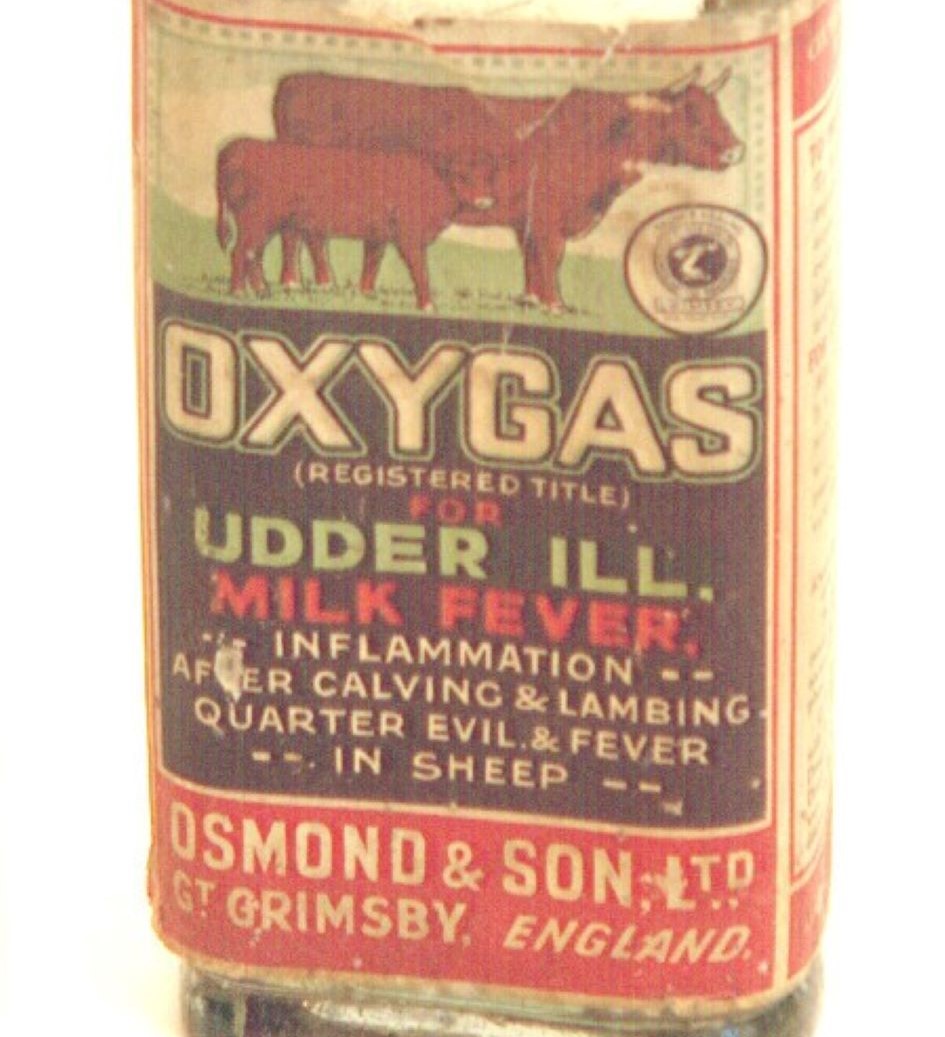 OXYGAS
(REGISTERED TITLE)
FOR
UDDER ILL.
MILK FEVER.
-- INFLAMMATION --
AFTER CALVING & LAMBING.
QUARTER EVIL. & FEVER
--. IN SHEEP --
OSMOND & SON, LTD
GT GRIMSBY, ENGLAND.